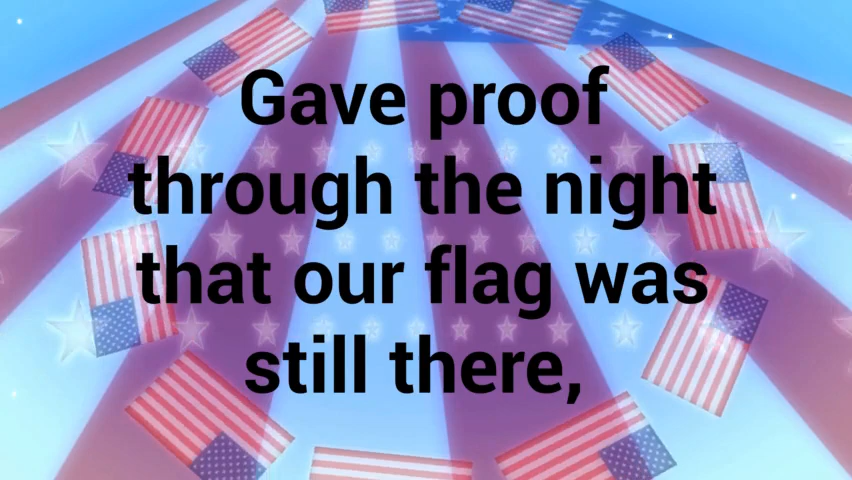 Gave proof
through the night
that our flag was
still there,